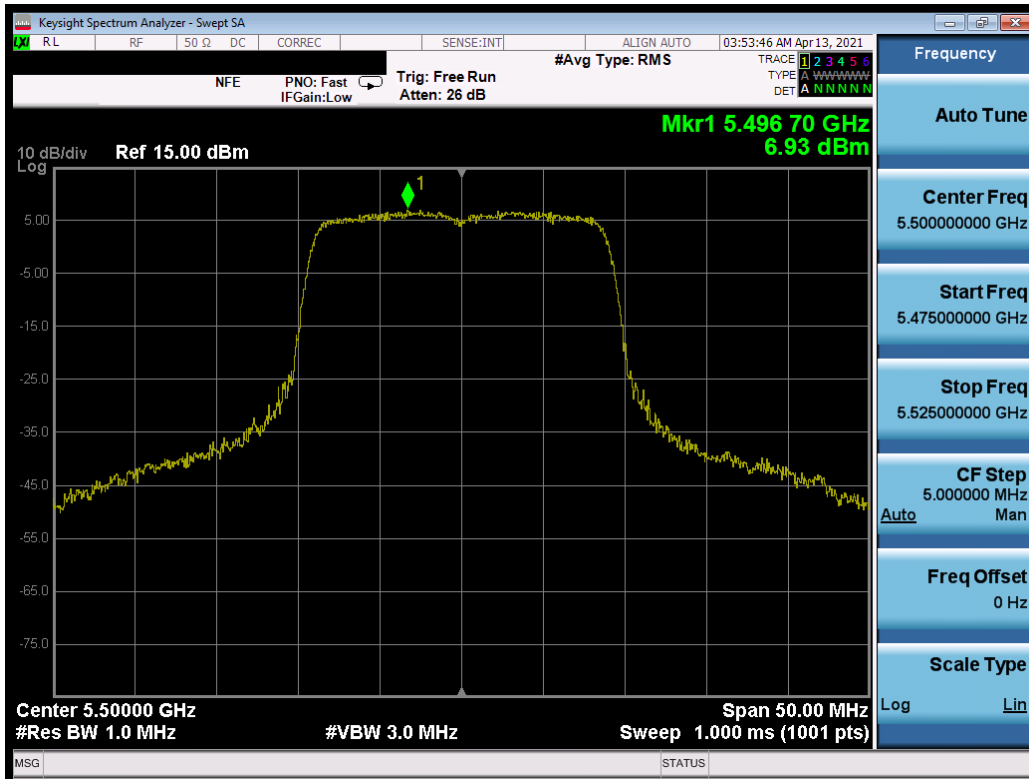 Keysight Spectrum Analyzer - Swept SA
LXI RL RF 50 Ω DC CORREC SENSE:INT ALIGN AUTO 03:53:46 AM Apr 13, 2021
NFE PNO: Fast IFGain:Low Trig: Free Run Atten: 26 dB #Avg Type: RMS
TRACE 1 2 3 4 5 6
TYPE A WWWWW
DET A N N N N N
Mkr1 5.496 70 GHz
6.93 dBm
10 dB/div Ref 15.00 dBm
Log
1
5.00
-5.00
-15.0
-25.0
-35.0
-45.0
-55.0
-65.0
-75.0
Center 5.50000 GHz Span 50.00 MHz
#Res BW 1.0 MHz #VBW 3.0 MHz Sweep 1.000 ms (1001 pts)
MSG STATUS
Frequency
Auto Tune
Center Freq
5.500000000 GHz
Start Freq
5.475000000 GHz
Stop Freq
5.525000000 GHz
CF Step
5.000000 MHz
Auto Man
Freq Offset
0 Hz
Scale Type
Log Lin